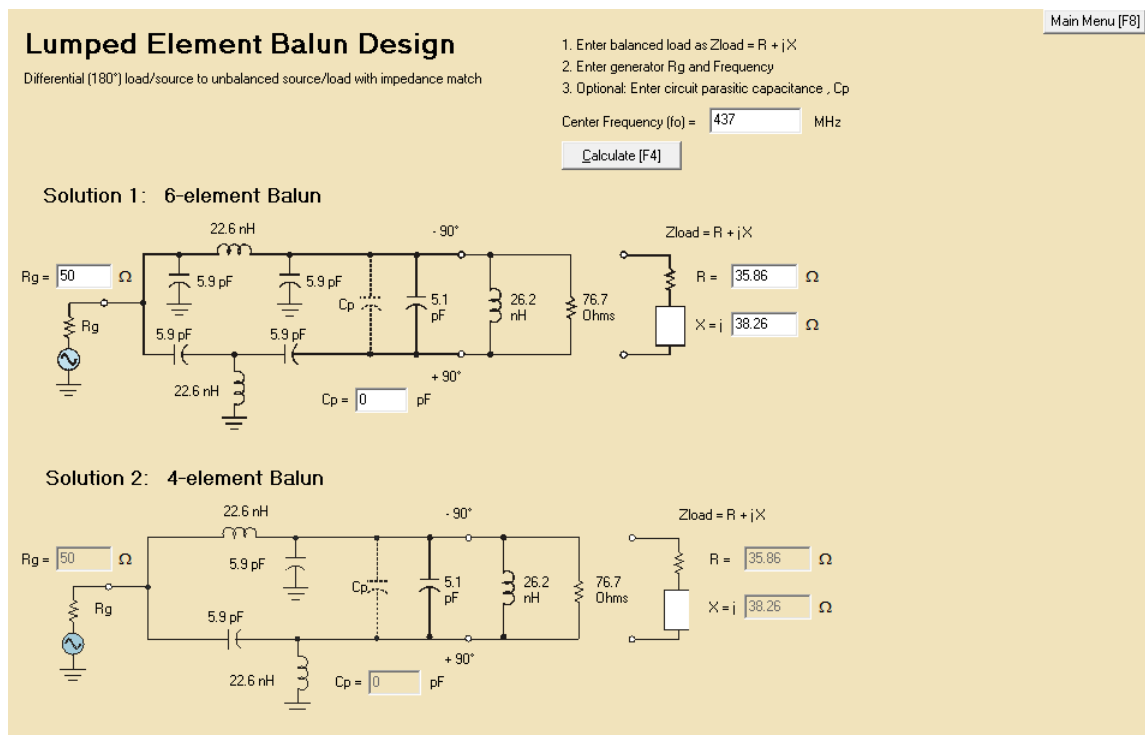 Main Menu [F8]
Lumped Element Balun Design
Differential (180°) load/source to unbalanced source/load with impedance match
1. Enter balanced load as Zload = R + jX
2. Enter generator Rg and Frequency
3. Optional: Enter circuit parasitic capacitance , Cp
Center Frequency (fo) = 437 MHz
Calculate [F4]
Solution 1: 6-element Balun
22.6 nH
- 90°
Zload = R + jX
Rg = 50 Ω
5.9 pF
5.9 pF
Cp
5.1 pF
26.2 nH
76.7 Ohms
R = 35.86 Ω
X = j 38.26 Ω
Rg
5.9 pF
5.9 pF
22.6 nH
+ 90°
Cp = 0 pF
Solution 2: 4-element Balun
22.6 nH
- 90°
Zload = R + jX
Rg = 50 Ω
5.9 pF
Cp
5.1 pF
26.2 nH
76.7 Ohms
R = 35.86 Ω
X = j 38.26 Ω
Rg
5.9 pF
22.6 nH
+ 90°
Cp = 0 pF